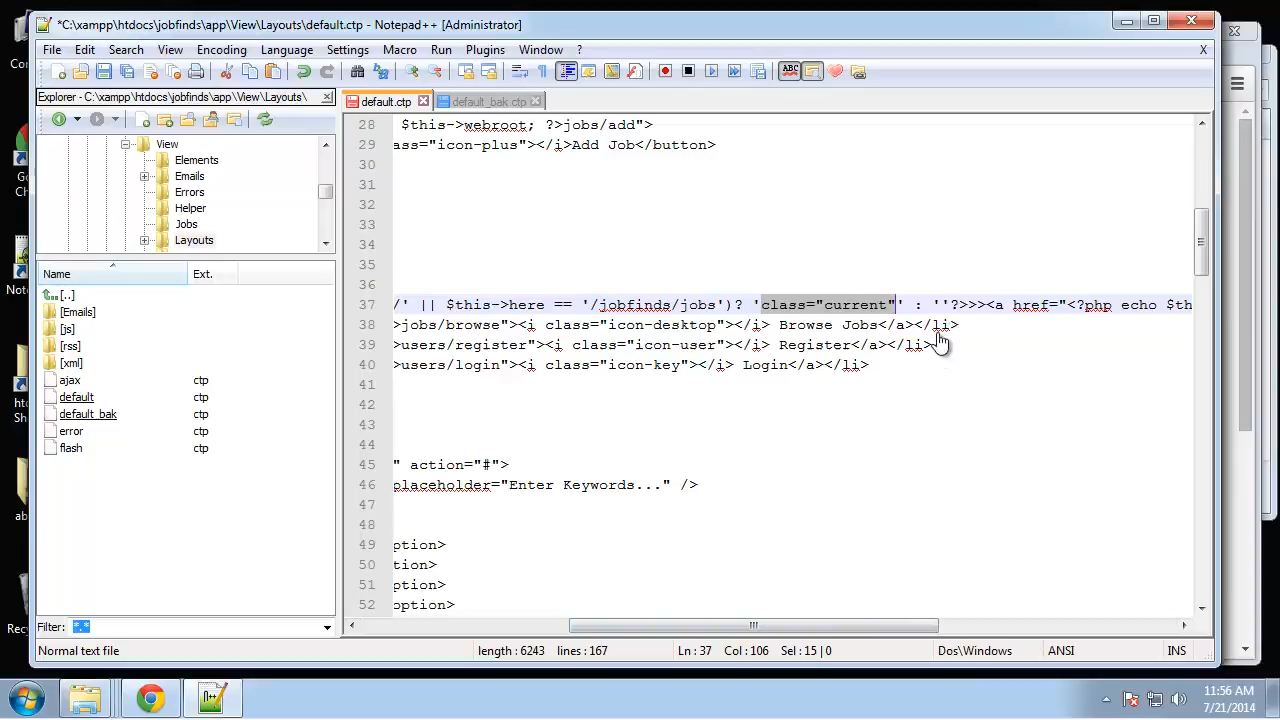 *C:\xampp\htdocs\jobfinds\app\View\Layouts\default.ctp - Notepad++ [Administrator]
File Edit Search View Encoding Language Settings Macro Run Plugins Window ? X
Explorer - C:\xampp\htdocs\jobfinds\app\View\Layouts\
default.ctp default_bak ctp
View
Elements
Emails
Errors
Helper
Jobs
Layouts
Name Ext.
[..]
[Emails]
[js]
[rss]
[xml]
ajax ctp
default ctp
default_bak ctp
error ctp
flash ctp
Filter: *.*
28 $this->webroot; ?>jobs/add">
29 ass="icon-plus"></i>Add Job</button>
30
31
32
33
34
35
36
37 /' || $this->here == '/jobfinds/jobs')? 'class="current"' : ''?>>><a href="<?php echo $th
38 >jobs/browse"><i class="icon-desktop"></i> Browse Jobs</a></li>
39 >users/register"><i class="icon-user"></i> Register</a></li>
40 >users/login"><i class="icon-key"></i> Login</a></li>
41
42
43
44
45 " action="#">
46 placeholder="Enter Keywords..." />
47
48
49 ption>
50 tion>
51 ption>
52 option>
Normal text file length : 6243 lines : 167 Ln : 37 Col : 106 Sel : 15 | 0 Dos\Windows ANSI INS
11:56 AM
7/21/2014